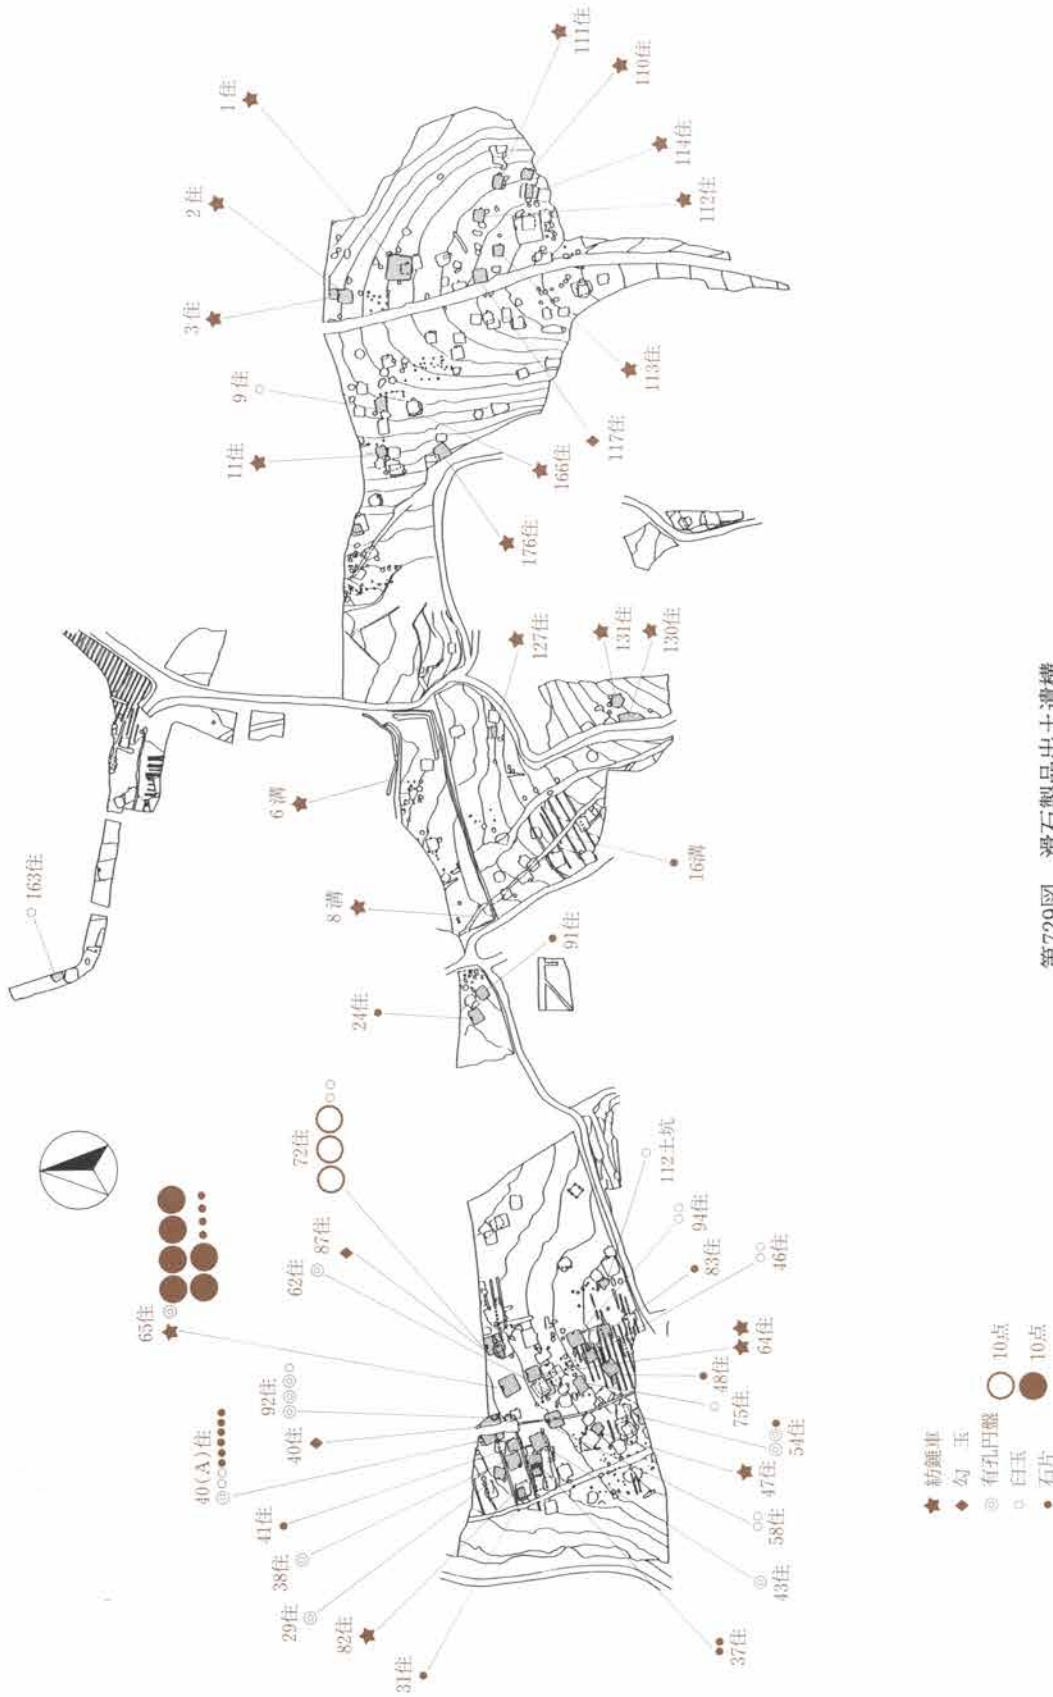 111住
110住
114住
112住
1住
2住
3住
9住
11住
113住
117住
166住
176住
127住
131住
130住
6溝
8溝
16溝
163住
91住
24住
72住
112土坑
94住
83住
46住
87住
62住
65住
64住
48住
75住
54住
92住
40住
40(A)住
41住
38住
29住
82住
31住
47住
58住
43住
37住
紡錘車
勾玉
有孔円盤
臼玉
石片
10点
10点
第729図 滑石製品出土遺構